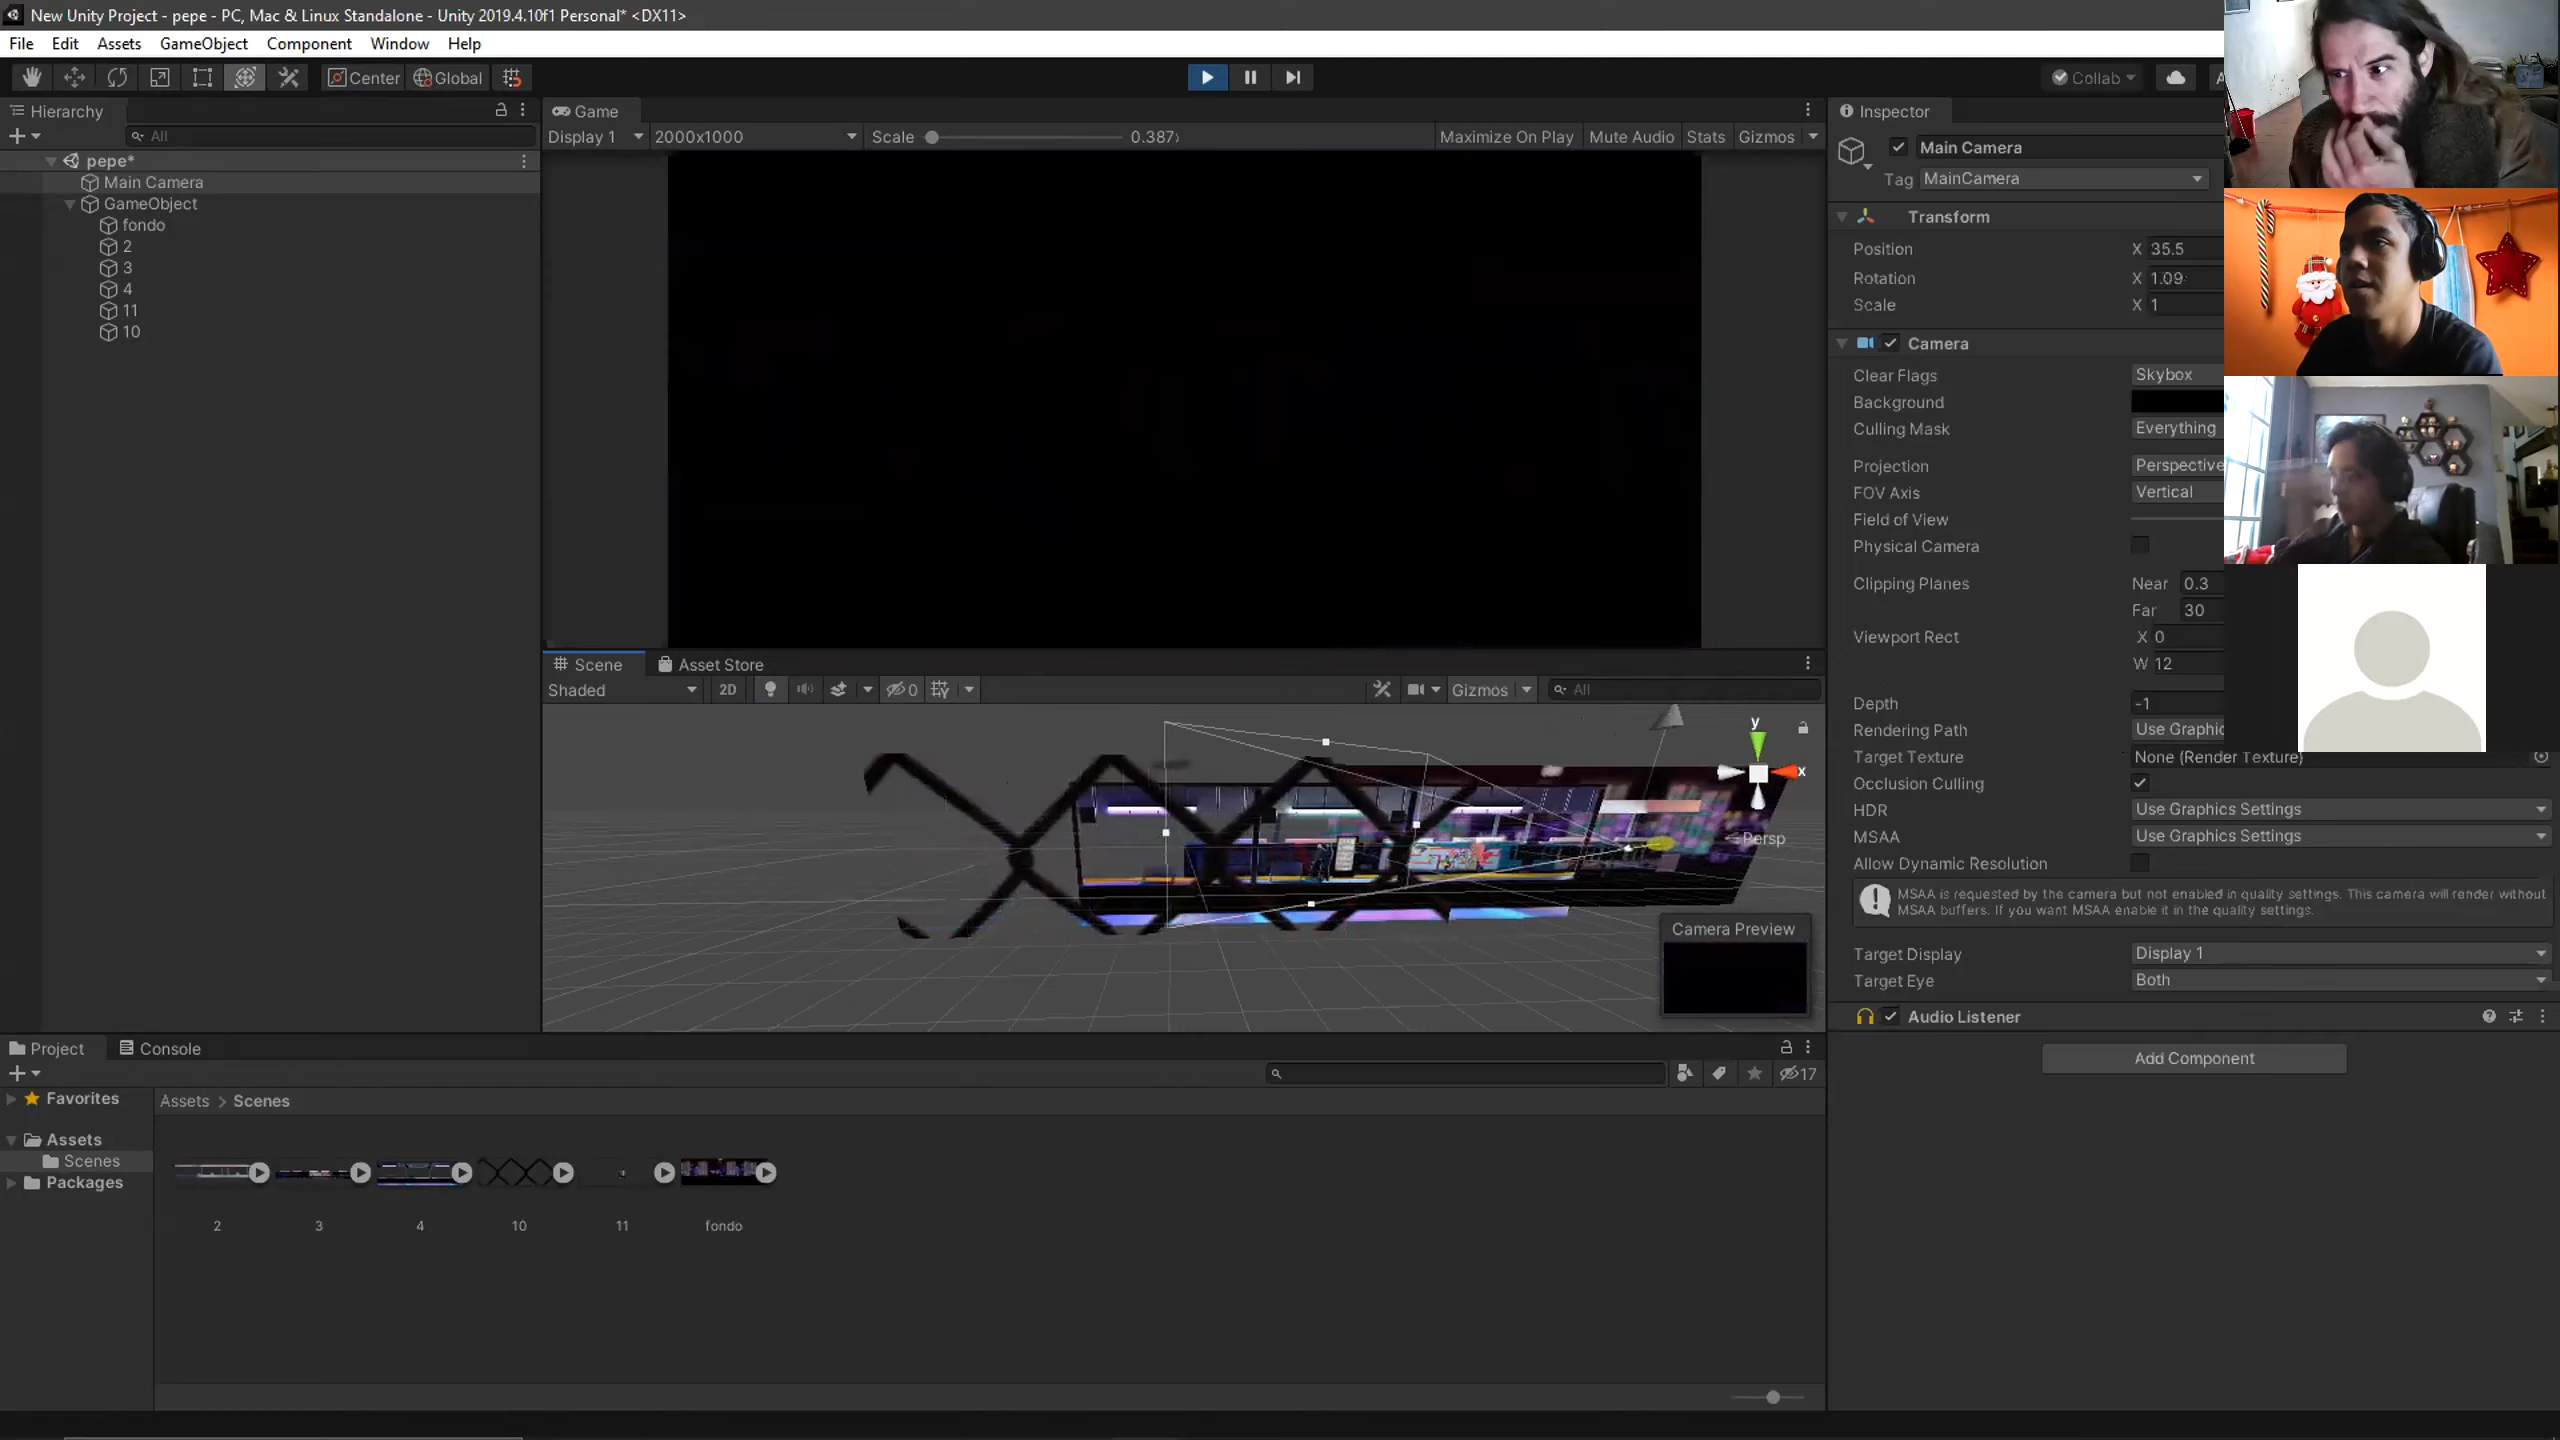 New Unity Project - pepe - PC, Mac & Linux Standalone - Unity 2019.4.10f1 Personal* <DX11>
File Edit Assets GameObject Component Window Help
Center Global
Collab
Hierarchy
All
pepe*
Main Camera
GameObject
fondo
2
3
4
11
10
Game
Display 1 2000x1000 Scale 0.387 Maximize On Play Mute Audio Stats Gizmos
Scene Asset Store
Shaded 2D 0 Gizmos All
y
x
Persp
Camera Preview
Inspector
Main Camera
Tag MainCamera
Transform
Position X 35.5
Rotation X 1.09
Scale X 1
Camera
Clear Flags Skybox
Background
Culling Mask Everything
Projection Perspective
FOV Axis Vertical
Field of View
Physical Camera
Clipping Planes Near 0.3
Far 30
Viewport Rect X 0
W 12
Depth -1
Rendering Path Use Graphic
Target Texture None (Render Texture)
Occlusion Culling
HDR Use Graphics Settings
MSAA Use Graphics Settings
Allow Dynamic Resolution
MSAA is requested by the camera but not enabled in quality settings. This camera will render without
MSAA buffers. If you want MSAA enable it in the quality settings.
Target Display Display 1
Target Eye Both
Audio Listener
Add Component
Project Console
17
Favorites
Assets
Scenes
Packages
Assets > Scenes
2 3 4 10 11 fondo